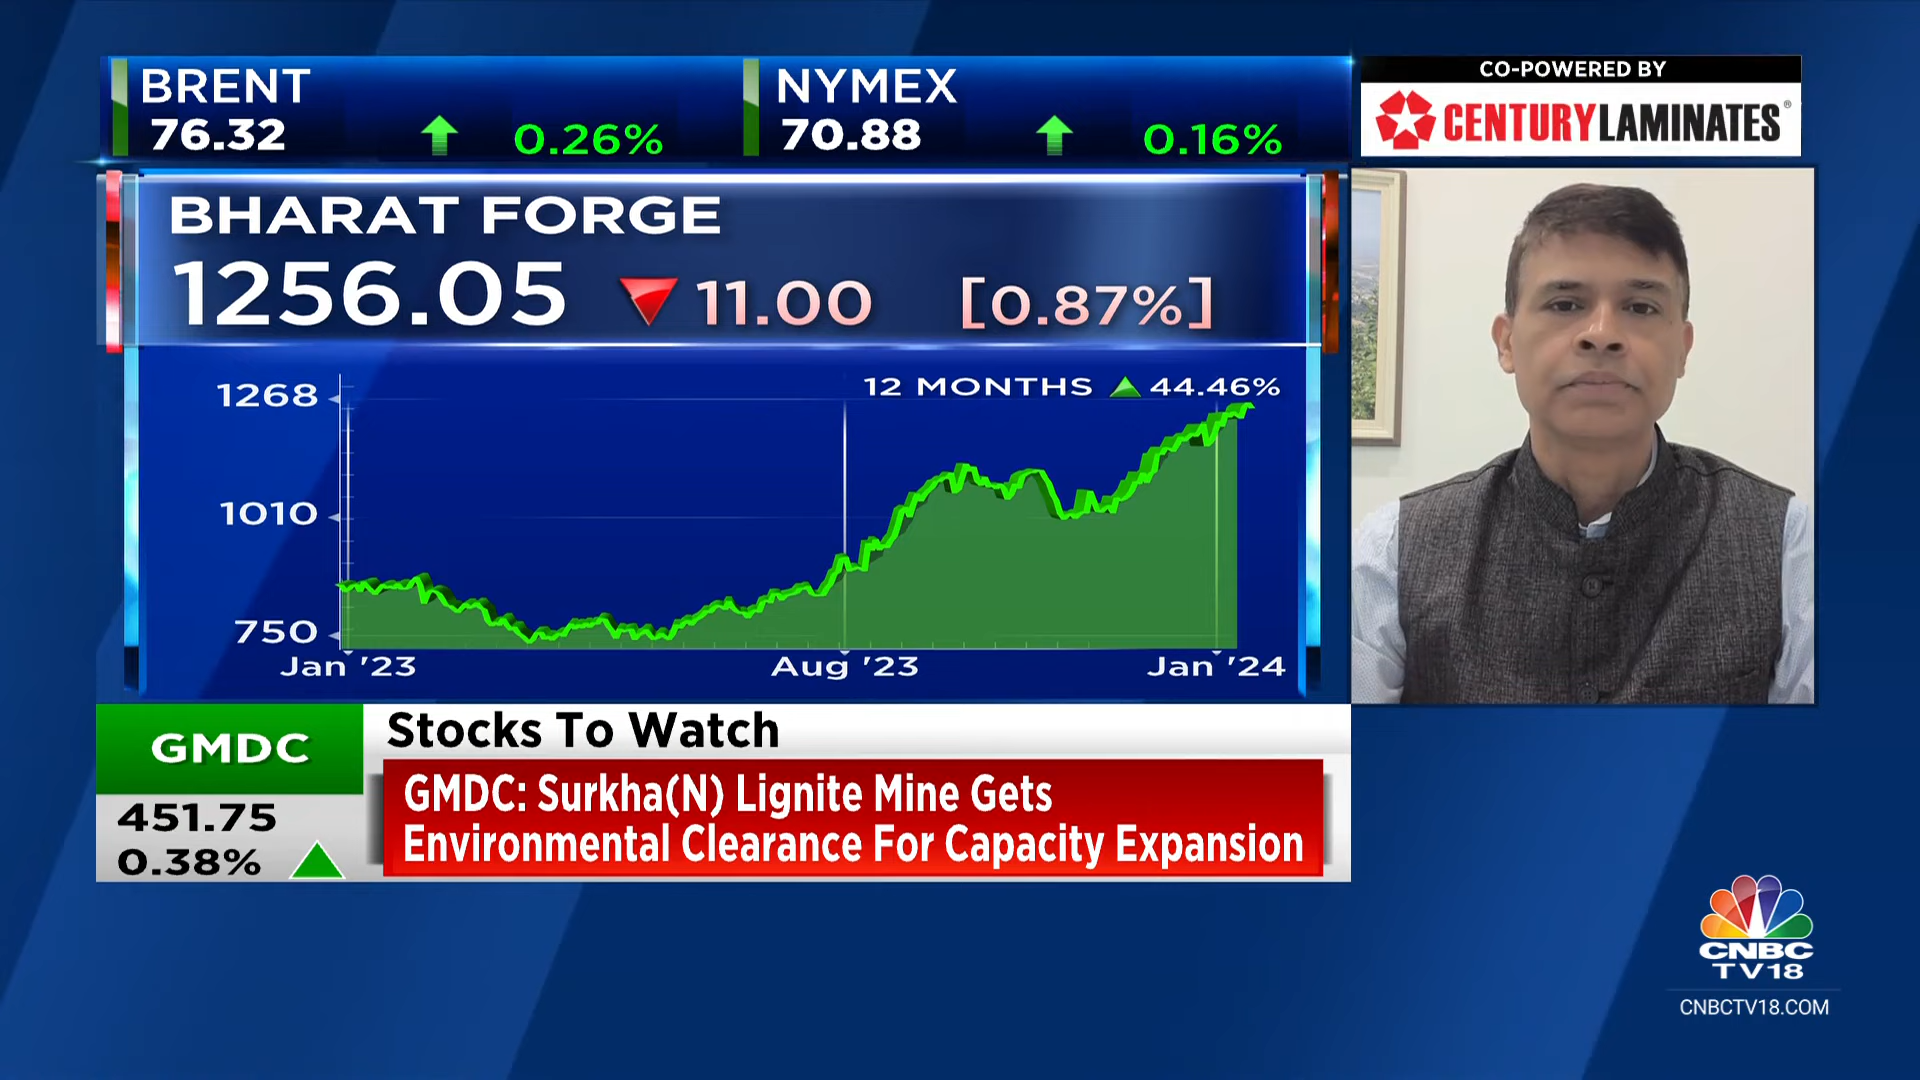 BRENT
76.32 0.26%
NYMEX
70.88 0.16%
CO-POWERED BY
CENTURYLAMINATES®
BHARAT FORGE
1256.05 11.00 [0.87%]
12 MONTHS 44.46%
1268
1010
750
Jan '23 Aug '23 Jan '24
GMDC
451.75
0.38%
Stocks To Watch
GMDC: Surkha(N) Lignite Mine Gets
Environmental Clearance For Capacity Expansion
CNBC
TV18
CNBCTV18.COM